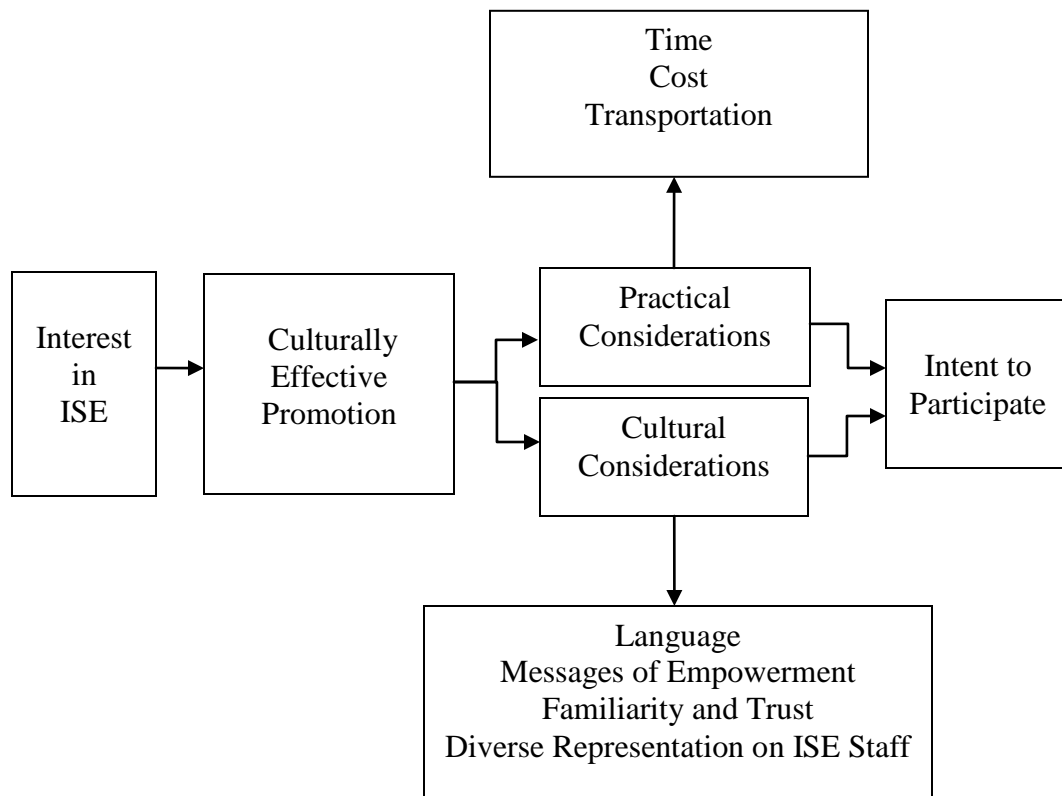 Time
Cost
Transportation
Interest
in
ISE
Culturally
Effective
Promotion
Practical
Considerations
Cultural
Considerations
Intent to
Participate
Language
Messages of Empowerment
Familiarity and Trust
Diverse Representation on ISE Staff